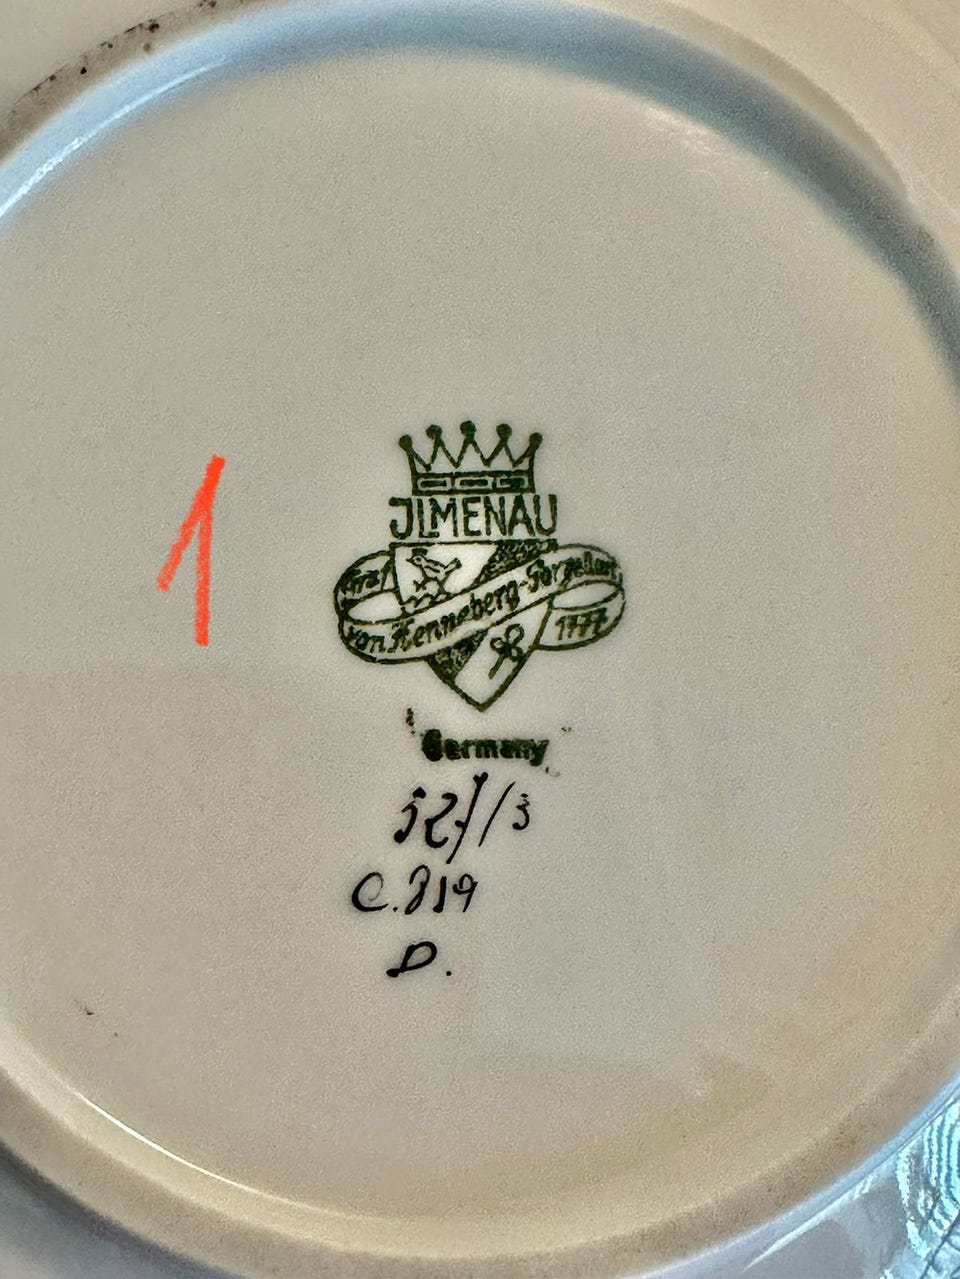 1
JLMENAU
Graf
von Henneberg-Porzellan
1777
Germany
527/3
C.819
D.